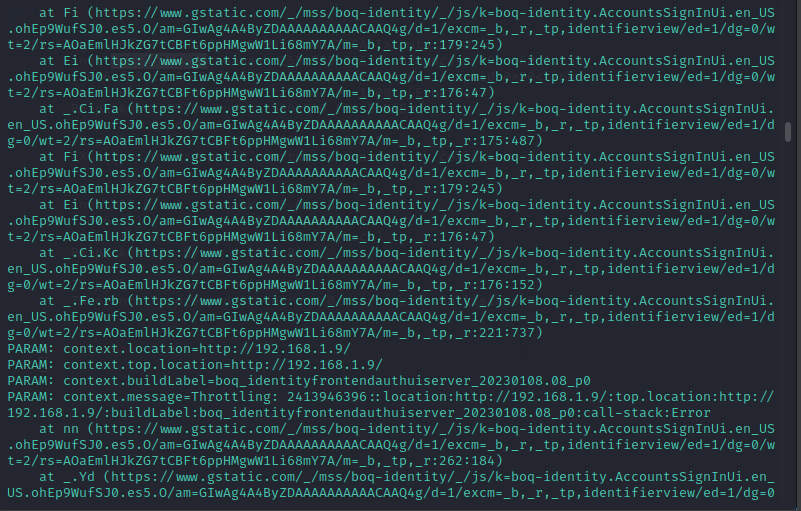 at Fi (https://www.gstatic.com/_/mss/boq-identity/_/js/k=boq-identity.AccountsSignInUi.en_US
.ohEp9WufSJ0.es5.O/am=GIwAg4A4ByZDAAAAAAAAAACAAQ4g/d=1/excm=_b,_r,_tp,identifierview/ed=1/dg=0/w
t=2/rs=AOaEmlHJkZG7tCBFt6ppHMgwW1Li68mY7A/m=_b,_tp,_r:179:245)
    at Ei (https://www.gstatic.com/_/mss/boq-identity/_/js/k=boq-identity.AccountsSignInUi.en_US
.ohEp9WufSJ0.es5.O/am=GIwAg4A4ByZDAAAAAAAAAACAAQ4g/d=1/excm=_b,_r,_tp,identifierview/ed=1/dg=0/w
t=2/rs=AOaEmlHJkZG7tCBFt6ppHMgwW1Li68mY7A/m=_b,_tp,_r:176:47)
    at _.Ci.Fa (https://www.gstatic.com/_/mss/boq-identity/_/js/k=boq-identity.AccountsSignInUi.
en_US.ohEp9WufSJ0.es5.O/am=GIwAg4A4ByZDAAAAAAAAAACAAQ4g/d=1/excm=_b,_r,_tp,identifierview/ed=1/d
g=0/wt=2/rs=AOaEmlHJkZG7tCBFt6ppHMgwW1Li68mY7A/m=_b,_tp,_r:175:487)
    at Fi (https://www.gstatic.com/_/mss/boq-identity/_/js/k=boq-identity.AccountsSignInUi.en_US
.ohEp9WufSJ0.es5.O/am=GIwAg4A4ByZDAAAAAAAAAACAAQ4g/d=1/excm=_b,_r,_tp,identifierview/ed=1/dg=0/w
t=2/rs=AOaEmlHJkZG7tCBFt6ppHMgwW1Li68mY7A/m=_b,_tp,_r:179:245)
    at Ei (https://www.gstatic.com/_/mss/boq-identity/_/js/k=boq-identity.AccountsSignInUi.en_US
.ohEp9WufSJ0.es5.O/am=GIwAg4A4ByZDAAAAAAAAAACAAQ4g/d=1/excm=_b,_r,_tp,identifierview/ed=1/dg=0/w
t=2/rs=AOaEmlHJkZG7tCBFt6ppHMgwW1Li68mY7A/m=_b,_tp,_r:176:47)
    at _.Ci.Kc (https://www.gstatic.com/_/mss/boq-identity/_/js/k=boq-identity.AccountsSignInUi.
en_US.ohEp9WufSJ0.es5.O/am=GIwAg4A4ByZDAAAAAAAAAACAAQ4g/d=1/excm=_b,_r,_tp,identifierview/ed=1/d
g=0/wt=2/rs=AOaEmlHJkZG7tCBFt6ppHMgwW1Li68mY7A/m=_b,_tp,_r:176:152)
    at _.Fe.rb (https://www.gstatic.com/_/mss/boq-identity/_/js/k=boq-identity.AccountsSignInUi.
en_US.ohEp9WufSJ0.es5.O/am=GIwAg4A4ByZDAAAAAAAAAACAAQ4g/d=1/excm=_b,_r,_tp,identifierview/ed=1/d
g=0/wt=2/rs=AOaEmlHJkZG7tCBFt6ppHMgwW1Li68mY7A/m=_b,_tp,_r:221:737)
PARAM: context.location=http://192.168.1.9/
PARAM: context.top.location=http://192.168.1.9/
PARAM: context.buildLabel=boq_identityfrontendauthuiserver_20230108.08_p0
PARAM: context.message=Throttling: 2413946396::location:http://192.168.1.9/:top.location:http://
192.168.1.9/:buildLabel:boq_identityfrontendauthuiserver_20230108.08_p0:call-stack:Error
    at nn (https://www.gstatic.com/_/mss/boq-identity/_/js/k=boq-identity.AccountsSignInUi.en_US
.ohEp9WufSJ0.es5.O/am=GIwAg4A4ByZDAAAAAAAAAACAAQ4g/d=1/excm=_b,_r,_tp,identifierview/ed=1/dg=0/w
t=2/rs=AOaEmlHJkZG7tCBFt6ppHMgwW1Li68mY7A/m=_b,_tp,_r:262:184)
    at _.Yd (https://www.gstatic.com/_/mss/boq-identity/_/js/k=boq-identity.AccountsSignInUi.en_
US.ohEp9WufSJ0.es5.O/am=GIwAg4A4ByZDAAAAAAAAAACAAQ4g/d=1/excm=_b,_r,_tp,identifierview/ed=1/dg=0